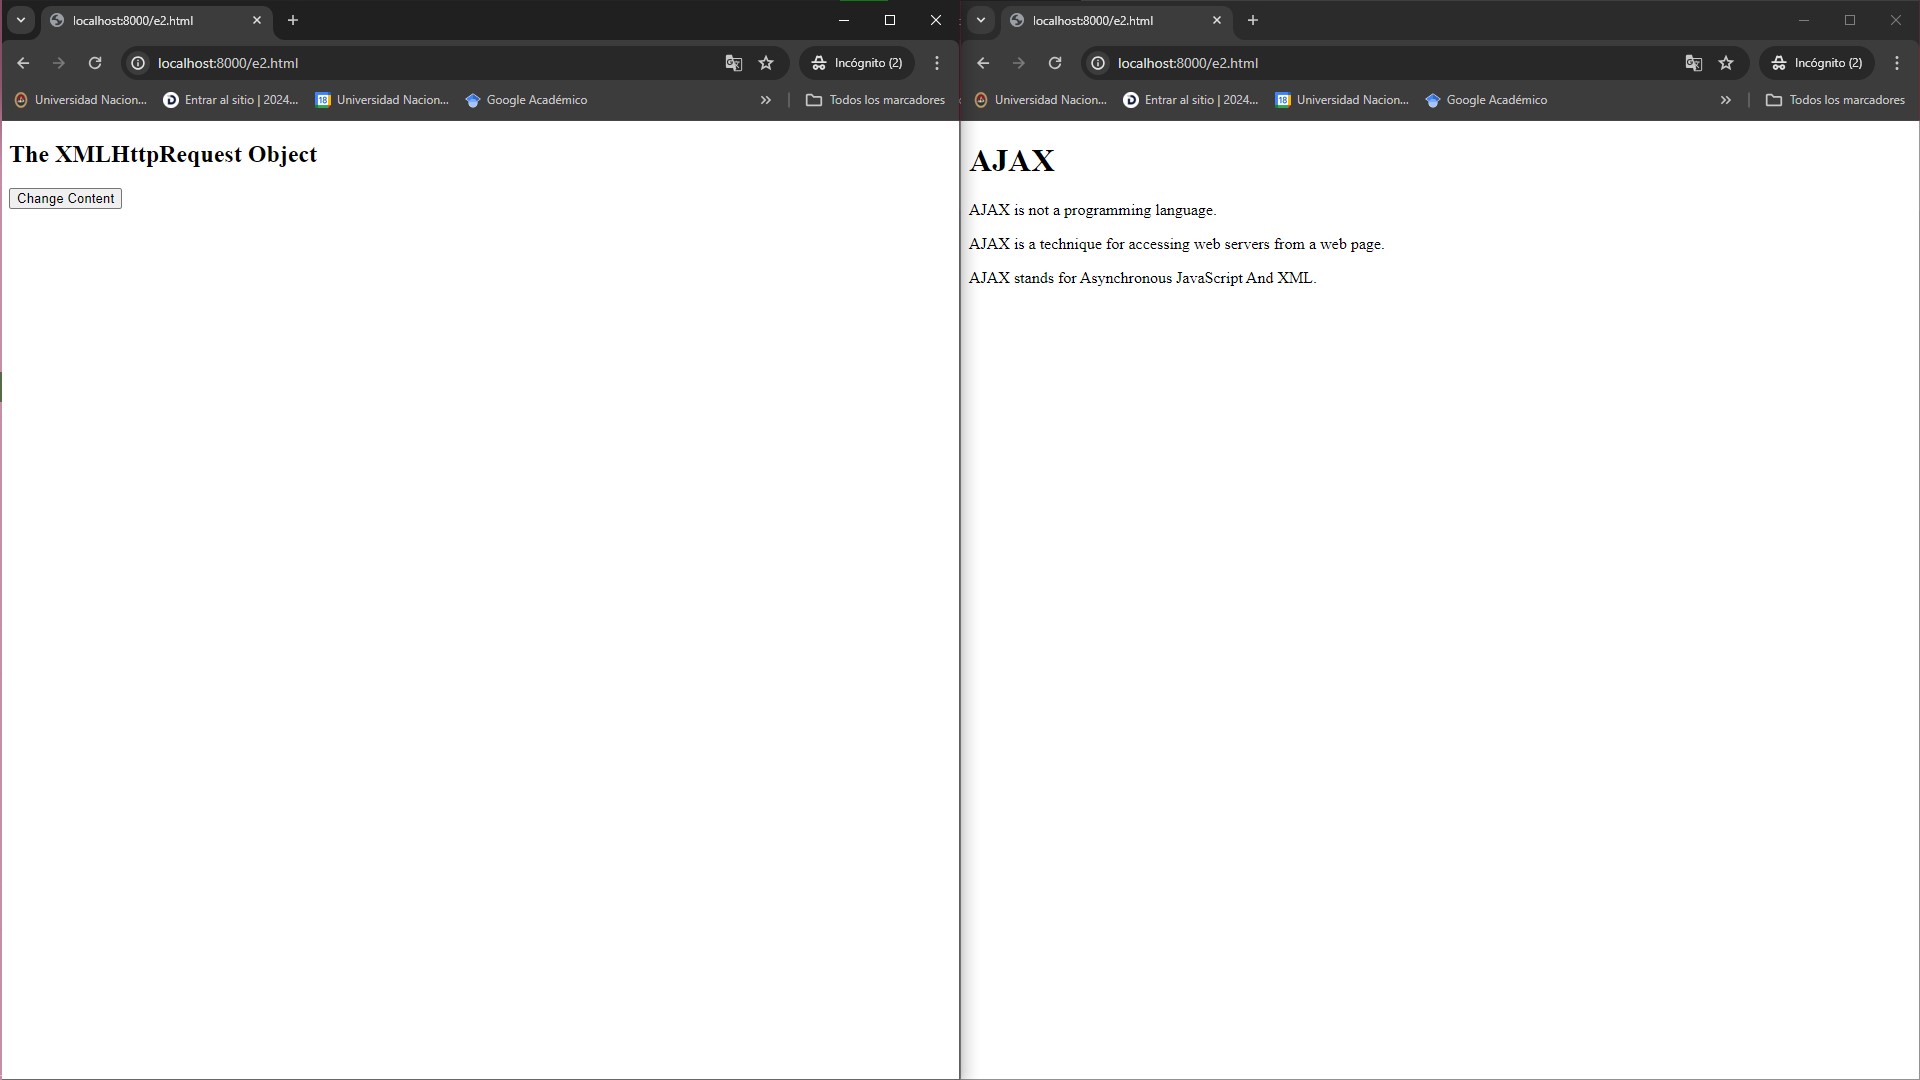 localhost:8000/e2.html
localhost:8000/e2.html
Incógnito (2)
Universidad Nacion...
Entrar al sitio | 2024...
18
Universidad Nacion...
Google Académico
Todos los marcadores
The XMLHttpRequest Object
Change Content
localhost:8000/e2.html
localhost:8000/e2.html
Incógnito (2)
Universidad Nacion...
Entrar al sitio | 2024...
18
Universidad Nacion...
Google Académico
Todos los marcadores
AJAX
AJAX is not a programming language.
AJAX is a technique for accessing web servers from a web page.
AJAX stands for Asynchronous JavaScript And XML.